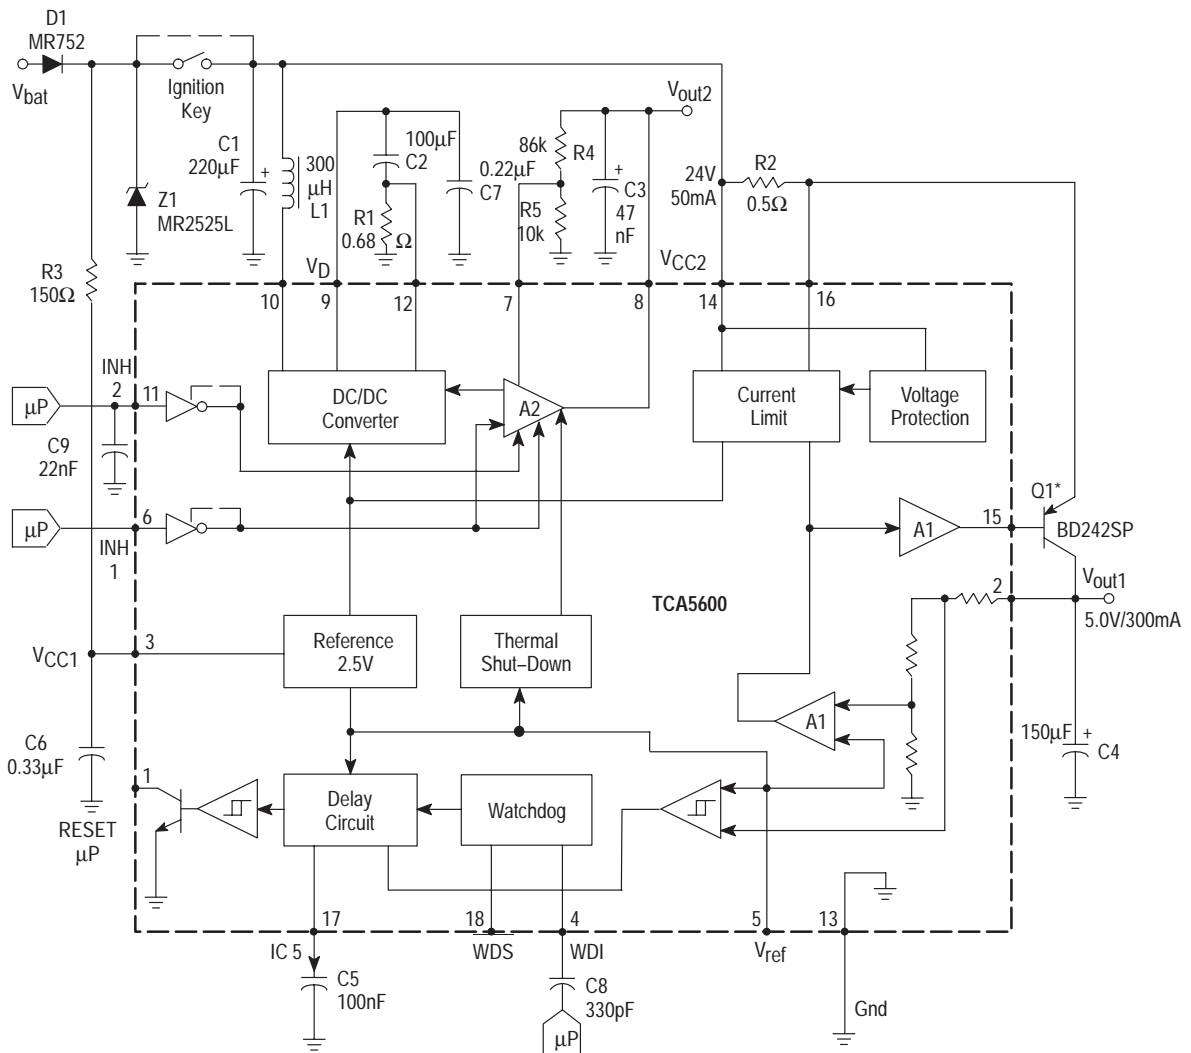 D1
MR752
Vbat
Ignition
Key
C1
220μF
+
Z1
MR2525L
300
μH
L1
100μF
C2
0.22μF
C7
R1
0.68 Ω
86k
R4
R5
10k
+
C3
47
nF
Vout2
24V
50mA
R2
0.5Ω
R3
150Ω
VD
VCC2
10
9
12
7
8
14
16
INH
2
11
μP
C9
22nF
DC/DC
Converter
A2
Current
Limit
Voltage
Protection
μP
6
INH
1
A1
15
Q1*
BD242SP
TCA5600
2
Vout1
5.0V/300mA
VCC1
3
Reference
2.5V
Thermal
Shut–Down
A1
150μF
+
C4
C6
0.33μF
1
RESET
μP
Delay
Circuit
Watchdog
17
18
4
5
13
IC 5
WDS
WDI
Vref
C5
100nF
C8
330pF
μP
Gnd